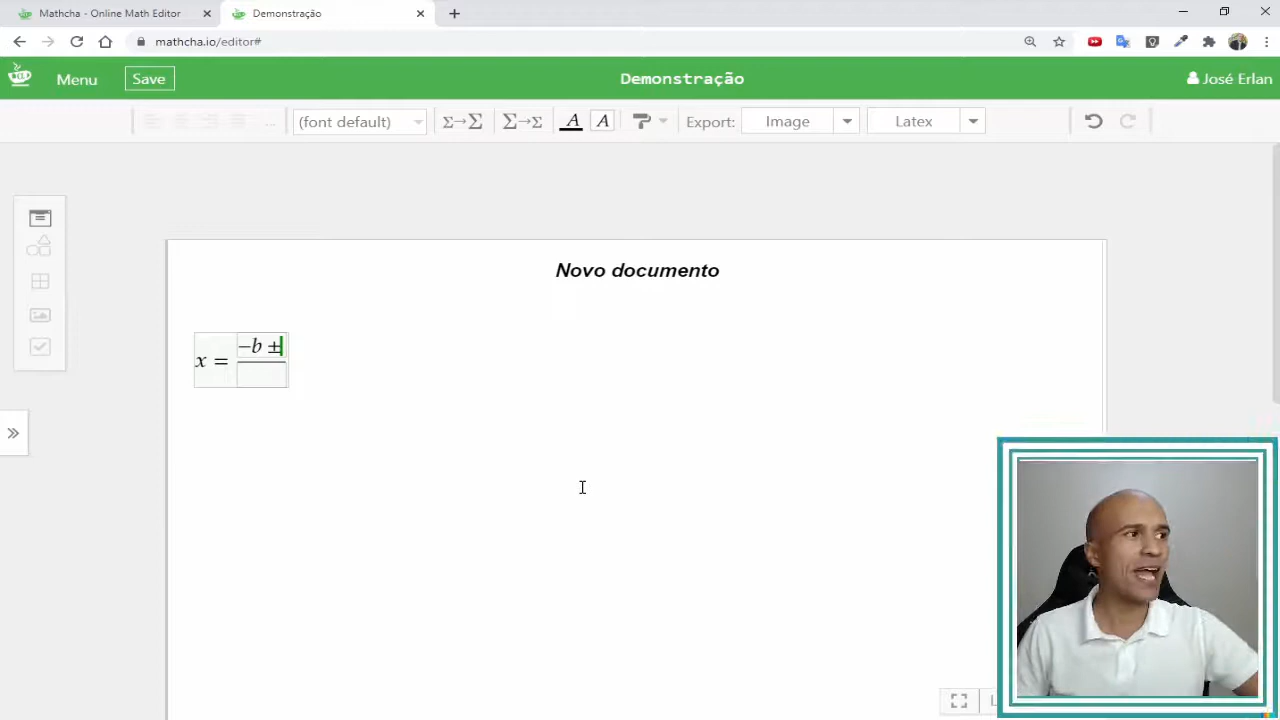 Mathcha - Online Math Editor
Demonstração
mathcha.io/editor#
Menu
Save
Demonstração
José Erlan
(font default)
Σ→Σ
Σ→Σ
A
A
Export:
Image
Latex
Novo documento
x = −b ±